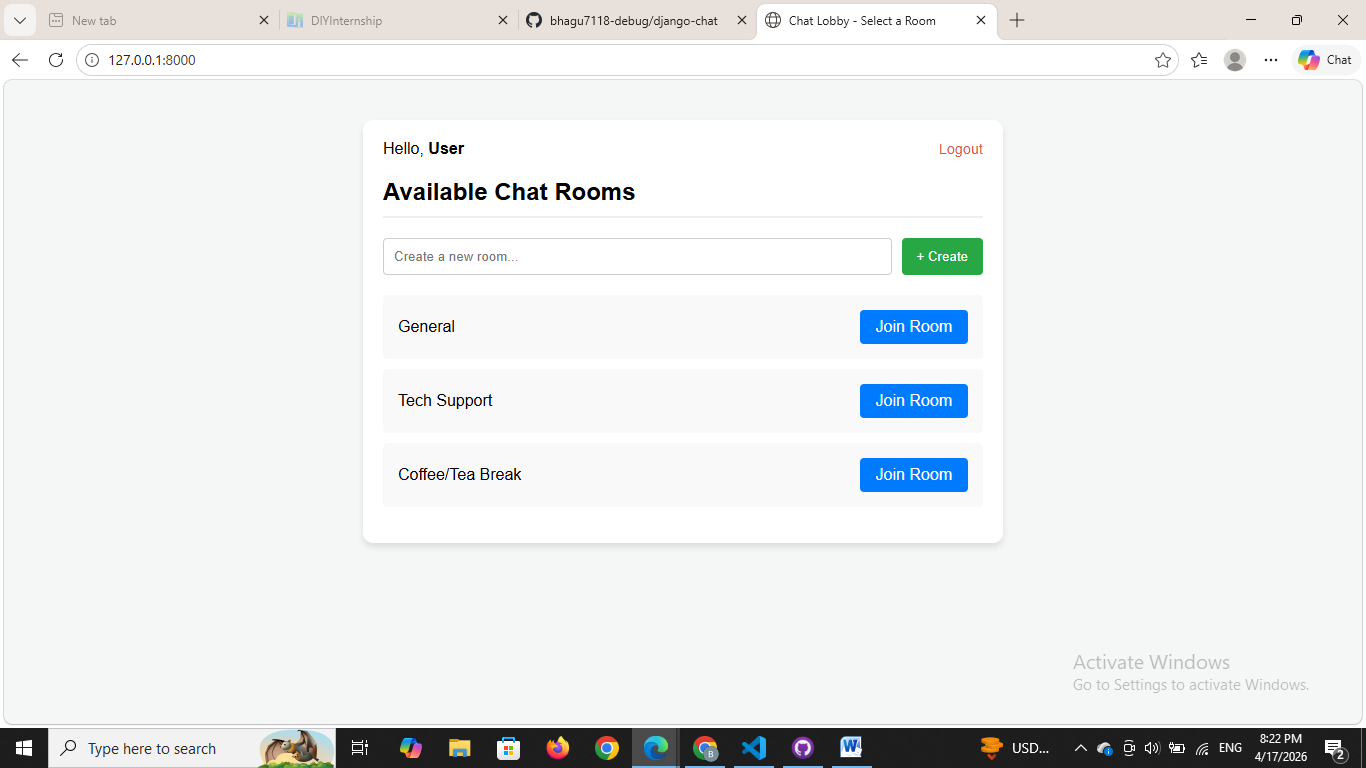 New tab
DIYInternship
bhagu7118-debug/django-chat
Chat Lobby - Select a Room
127.0.0.1:8000
Chat
Hello, User
Logout
Available Chat Rooms
Create a new room...
+ Create
General
Join Room
Tech Support
Join Room
Coffee/Tea Break
Join Room
Activate Windows
Go to Settings to activate Windows.
Type here to search
B
W
USD...
ENG
8:22 PM
4/17/2026
2